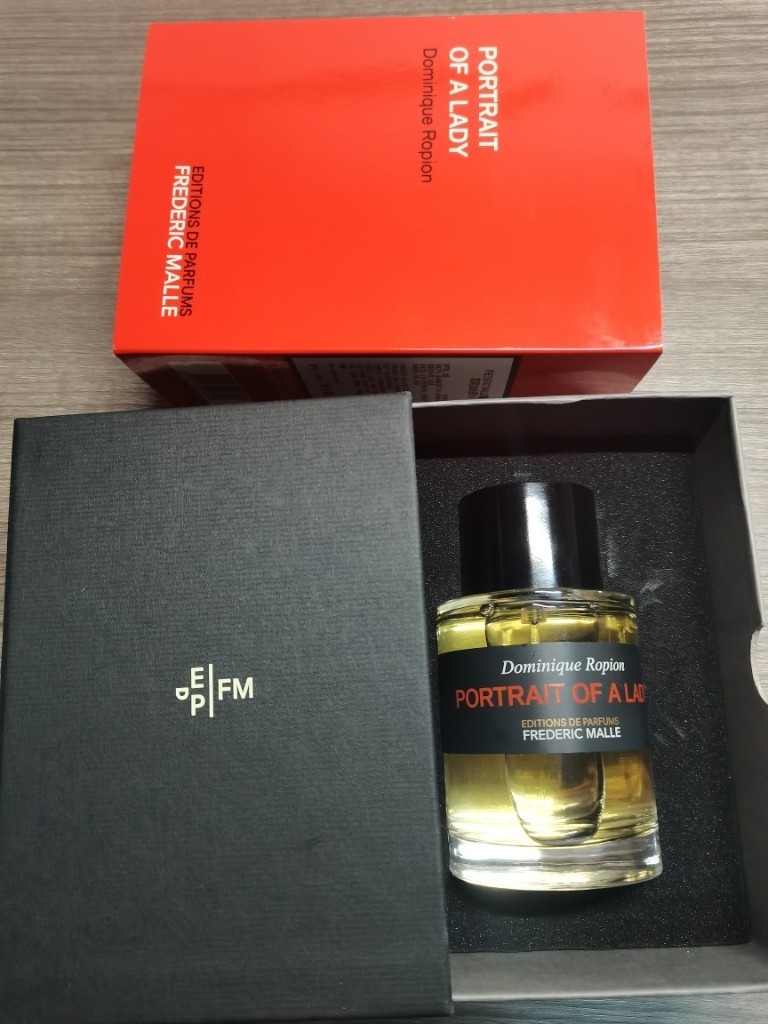 PORTRAIT
OF A LADY
Dominique Ropion
EDITIONS DE PARFUMS
FREDERIC MALLE
E
D
P
FM
Dominique Ropion
PORTRAIT OF A LAD
EDITIONS DE PARFUMS
FREDERIC MALLE